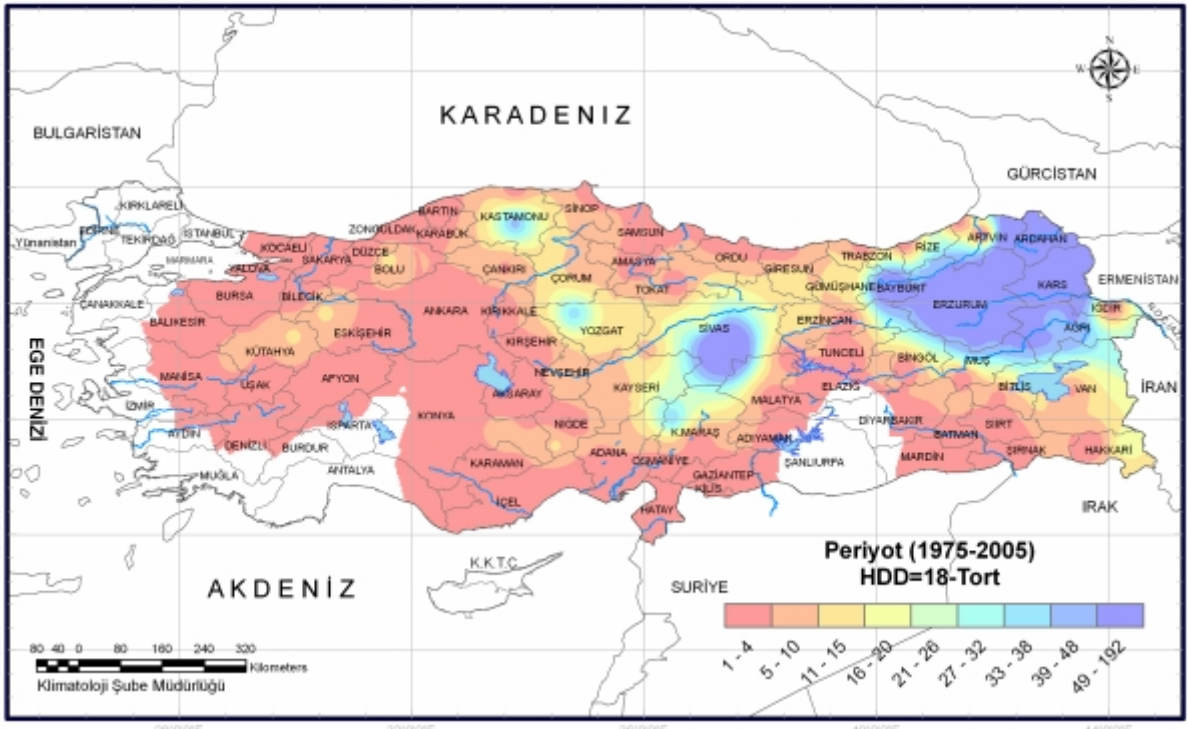 N
W E
S
KARADENIZ
BULGARİSTAN
GÜRCİSTAN
KIRKLARELİ
EDİRNE
TEKİRDAĞ
İSTANBUL
Yünanistan
MARMARA
ÇANAKKALE
KOCAELİ
YALOVA
SAKARYA
DÜZCE
ZONGULDAK
BARTIN
KARABÜK
KASTAMONU
SİNOP
SAMSUN
BOLU
ÇANKIRI
ÇORUM
AMASYA
TOKAT
ORDU
GİRESUN
TRABZON
RİZE
ARTVİN
ARDAHAN
GÜMÜŞHANE
BAYBURT
ERZURUM
KARS
ERMENİSTAN
IĞDIR
AĞRI
BURSA
BİLECİK
BALIKESİR
ESKİŞEHİR
ANKARA
KIRIKKALE
YOZGAT
SİVAS
ERZİNCAN
TUNCELİ
BİNGÖL
MUŞ
KÜTAHYA
KIRŞEHİR
NEVŞEHİR
KAYSERİ
ELAZIĞ
BİTLİS
VAN
İRAN
MANİSA
UŞAK
AFYON
AKSARAY
MALATYA
EGE DENİZİ
İZMİR
AYDIN
DENİZLİ
ISPARTA
BURDUR
KONYA
NİĞDE
K.MARAŞ
ADIYAMAN
DİYARBAKIR
BATMAN
SİİRT
MUĞLA
ANTALYA
KARAMAN
ADANA
OSMANİYE
GAZİANTEP
KİLİS
ŞANLIURFA
MARDİN
ŞIRNAK
HAKKARİ
İÇEL
HATAY
IRAK
K.K.T.C
AKDENİZ
SURİYE
Periyot (1975-2005)
HDD=18-Tort
1 - 4
5 - 10
11 - 15
16 - 20
21 - 26
27 - 32
33 - 38
39 - 48
49 - 192
80 40 0 80 160 240 320
Kilometers
Klimatoloji Şube Müdürlüğü